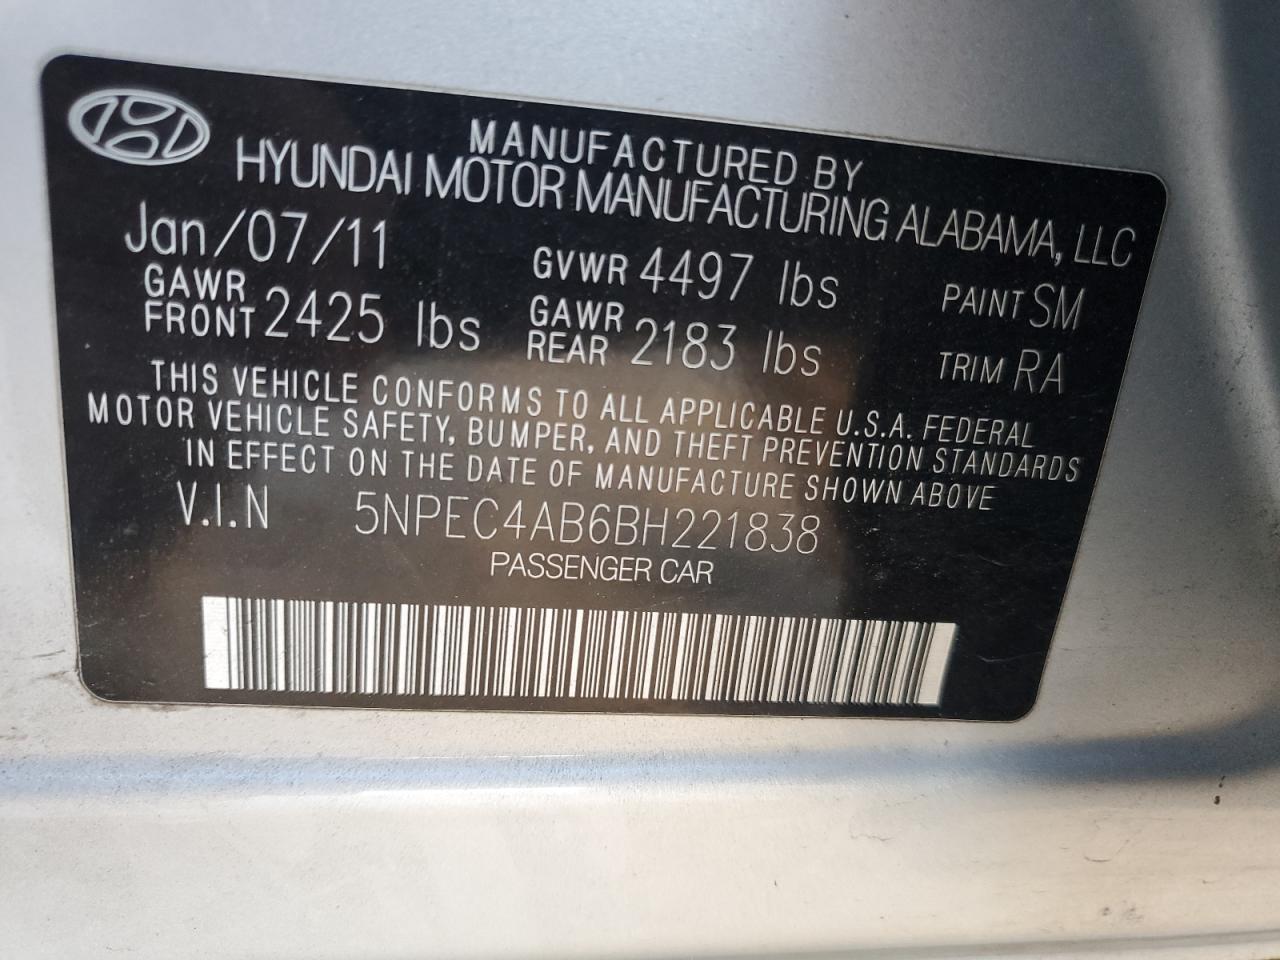 MANUFACTURED BY
HYUNDAI MOTOR MANUFACTURING ALABAMA, LLC
Jan/07/11 GVWR 4497 lbs PAINT SM
GAWR FRONT 2425 lbs GAWR REAR 2183 lbs TRIM RA
THIS VEHICLE CONFORMS TO ALL APPLICABLE U.S.A. FEDERAL
MOTOR VEHICLE SAFETY, BUMPER, AND THEFT PREVENTION STANDARDS
IN EFFECT ON THE DATE OF MANUFACTURE SHOWN ABOVE
V.I.N 5NPEC4AB6BH221838
PASSENGER CAR